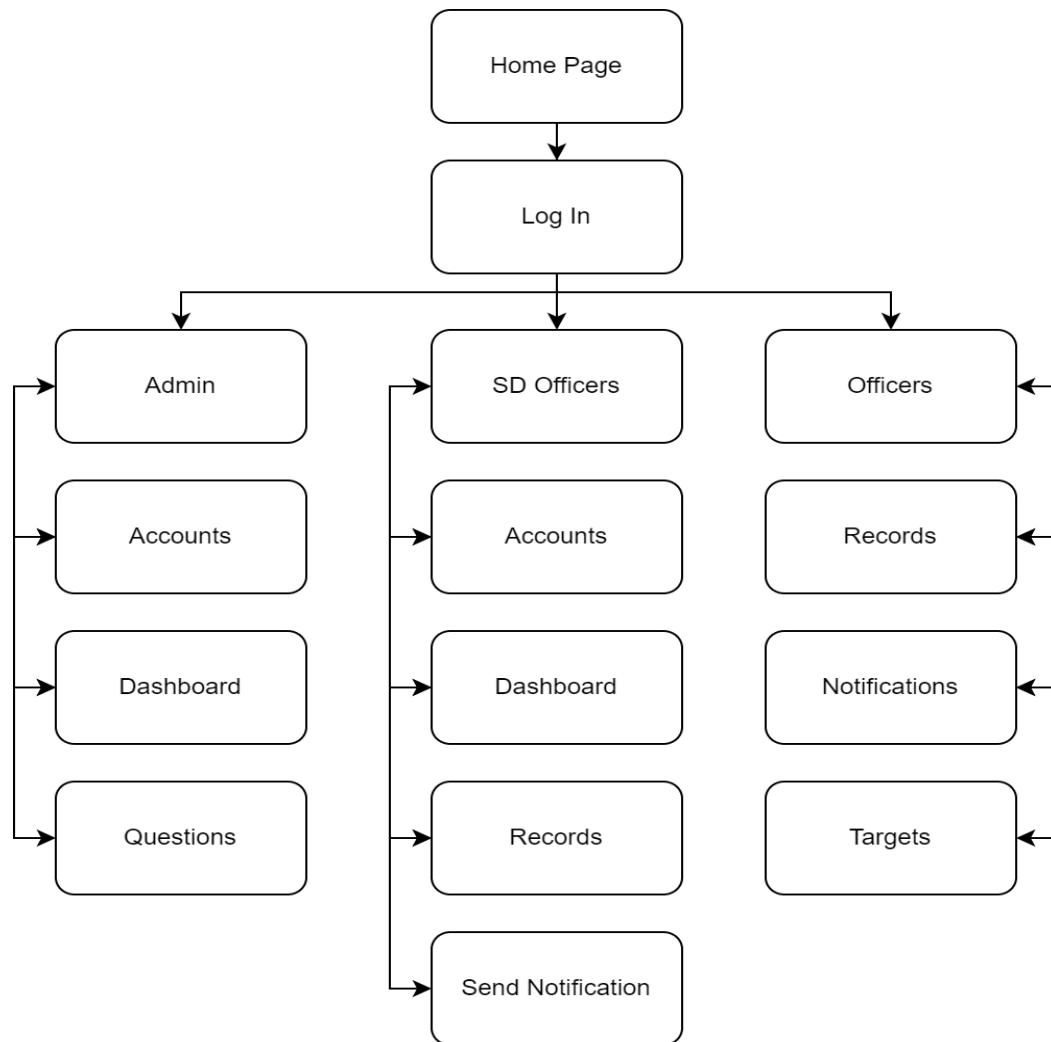 Home Page
Log In
Admin
SD Officers
Officers
Accounts
Accounts
Records
Dashboard
Dashboard
Notifications
Questions
Records
Targets
Send Notification